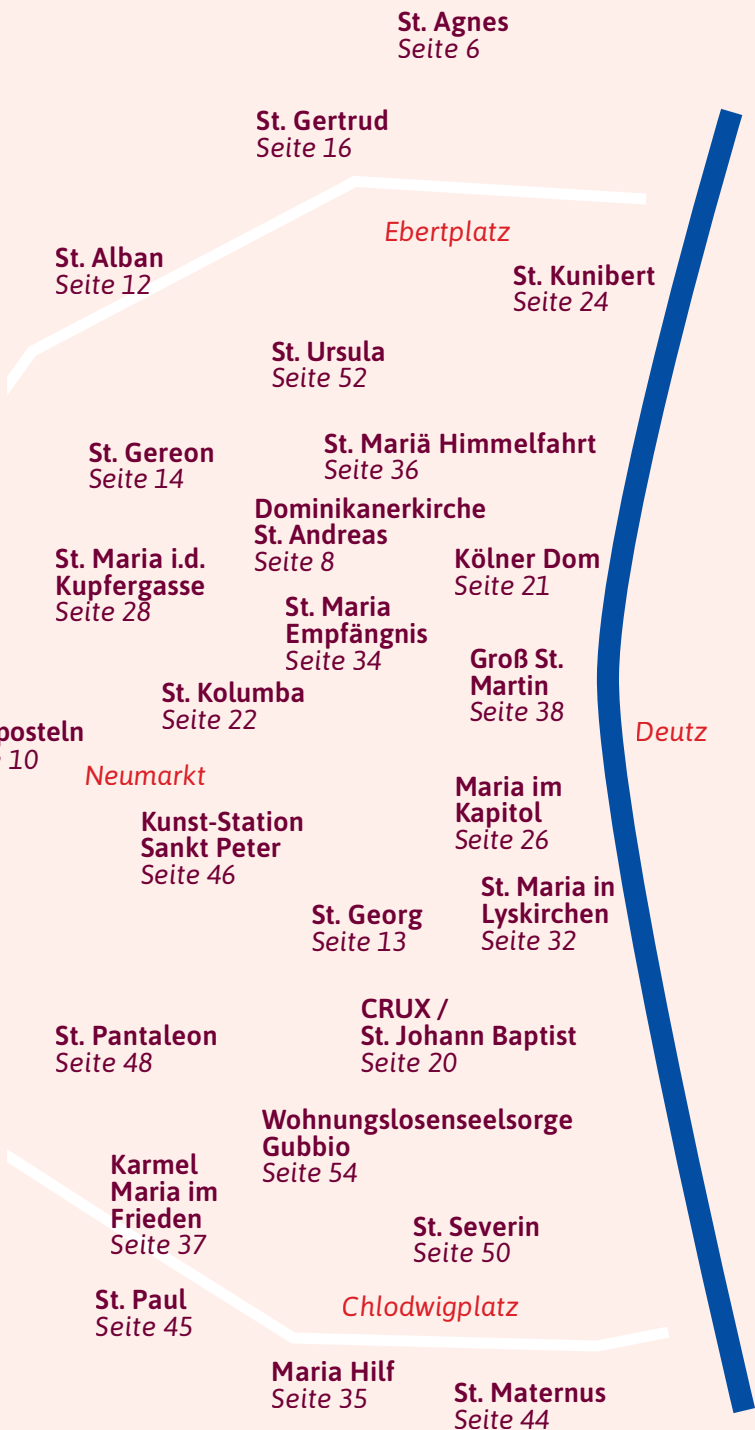 St. Agnes
Seite 6
St. Gertrud
Seite 16
Ebertplatz
St. Alban
Seite 12
St. Kunibert
Seite 24
St. Ursula
Seite 52
St. Mariä Himmelfahrt
Seite 36
St. Gereon
Seite 14
Dominikanerkirche
St. Andreas
Seite 8
St. Maria i.d.
Kupfergasse
Seite 28
Kölner Dom
Seite 21
St. Maria
Empfängnis
Seite 34
Groß St.
Martin
Seite 38
St. Kolumba
Seite 22
posteln
10
Deutz
Neumarkt
Maria im
Kapitol
Seite 26
Kunst-Station
Sankt Peter
Seite 46
St. Maria in
Lyskirchen
Seite 32
St. Georg
Seite 13
CRUX /
St. Johann Baptist
Seite 20
St. Pantaleon
Seite 48
Wohnungslosenseelsorge
Gubbio
Seite 54
Karmel
Maria im
Frieden
Seite 37
St. Severin
Seite 50
St. Paul
Seite 45
Chlodwigplatz
Maria Hilf
Seite 35
St. Maternus
Seite 44